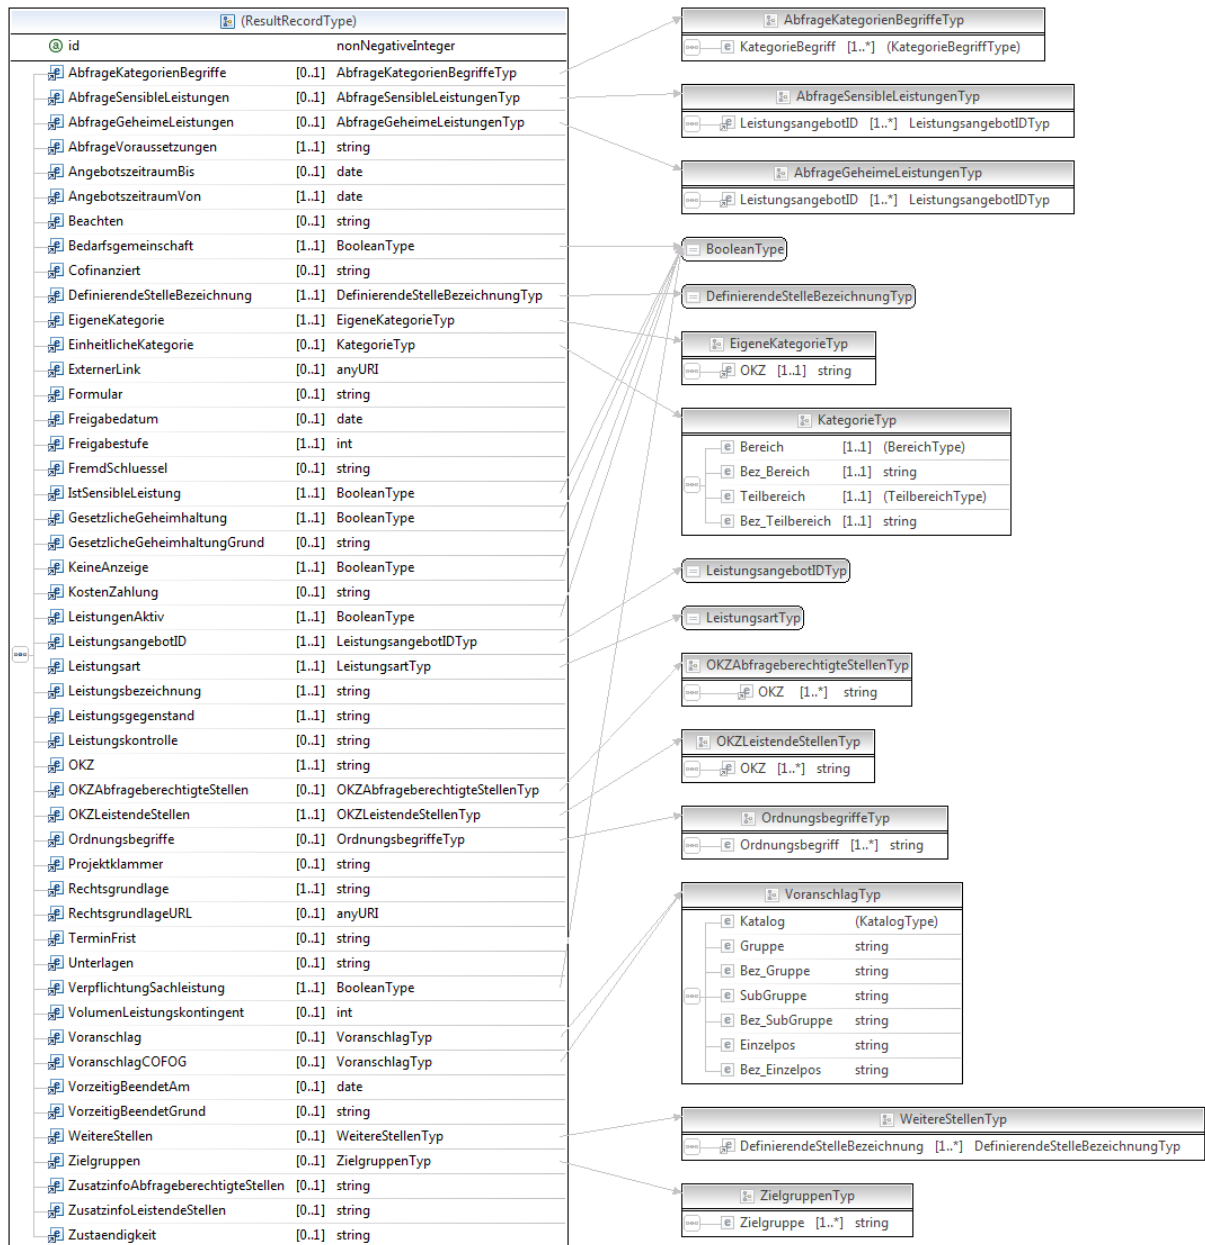 (ResultRecordType)
id nonNegativeInteger
AbfrageKategorienBegriffe [0..1] AbfrageKategorienBegriffeTyp
AbfrageSensibleLeistungen [0..1] AbfrageSensibleLeistungenTyp
AbfrageGeheimeLeistungen [0..1] AbfrageGeheimeLeistungenTyp
AbfrageVoraussetzungen [1..1] string
AngebotszeitraumBis [0..1] date
AngebotszeitraumVon [1..1] date
Beachten [0..1] string
Bedarfsgemeinschaft [1..1] BooleanType
Cofinanziert [0..1] string
DefinierendeStelleBezeichnung [1..1] DefinierendeStelleBezeichnungTyp
EigeneKategorie [1..1] EigeneKategorieTyp
EinheitlicheKategorie [0..1] KategorieTyp
ExternerLink [0..1] anyURI
Formular [0..1] string
Freigabedatum [0..1] date
Freigabestufe [1..1] int
FremdSchluessel [0..1] string
IstSensibleLeistung [1..1] BooleanType
GesetzlicheGeheimhaltung [1..1] BooleanType
GesetzlicheGeheimhaltungGrund [0..1] string
KeineAnzeige [1..1] BooleanType
KostenZahlung [0..1] string
LeistungenAktiv [1..1] BooleanType
LeistungsangebotID [1..1] LeistungsangebotIDTyp
Leistungsart [1..1] LeistungsartTyp
Leistungsbezeichnung [1..1] string
Leistungsgegenstand [1..1] string
Leistungskontrolle [0..1] string
OKZ [1..1] string
OKZAbfrageberechtigteStellen [0..1] OKZAbfrageberechtigteStellenTyp
OKZLeistendeStellen [1..1] OKZLeistendeStellenTyp
Ordnungsbegriffe [0..1] OrdnungsbegriffeTyp
Projektklammer [0..1] string
Rechtsgrundlage [1..1] string
RechtsgrundlageURL [0..1] anyURI
TerminFrist [0..1] string
Unterlagen [0..1] string
VerpflichtungSachleistung [1..1] BooleanType
VolumenLeistungskontingent [0..1] int
Voranschlag [0..1] VoranschlagTyp
VoranschlagCOFOG [0..1] VoranschlagTyp
VorzeitigBeendetAm [0..1] date
VorzeitigBeendetGrund [0..1] string
WeitereStellen [0..1] WeitereStellenTyp
Zielgruppen [0..1] ZielgruppenTyp
ZusatzinfoAbfrageberechtigteStellen [0..1] string
ZusatzinfoLeistendeStellen [0..1] string
Zustaendigkeit [0..1] string
AbfrageKategorienBegriffeTyp
KategorieBegriff [1..*] (KategorieBegriffType)
AbfrageSensibleLeistungenTyp
LeistungsangebotID [1..*] LeistungsangebotIDTyp
AbfrageGeheimeLeistungenTyp
LeistungsangebotID [1..*] LeistungsangebotIDTyp
BooleanType
DefinierendeStelleBezeichnungTyp
EigeneKategorieTyp
OKZ [1..1] string
KategorieTyp
Bereich [1..1] (BereichType)
Bez_Bereich [1..1] string
Teilbereich [1..1] (TeilbereichType)
Bez_Teilbereich [1..1] string
LeistungsangebotIDTyp
LeistungsartTyp
OKZAbfrageberechtigteStellenTyp
OKZ [1..*] string
OKZLeistendeStellenTyp
OKZ [1..*] string
OrdnungsbegriffeTyp
Ordnungsbegriff [1..*] string
VoranschlagTyp
Katalog (KatalogType)
Gruppe string
Bez_Gruppe string
SubGruppe string
Bez_SubGruppe string
Einzelpos string
Bez_Einzelpos string
WeitereStellenTyp
DefinierendeStelleBezeichnung [1..*] DefinierendeStelleBezeichnungTyp
ZielgruppenTyp
Zielgruppe [1..*] string